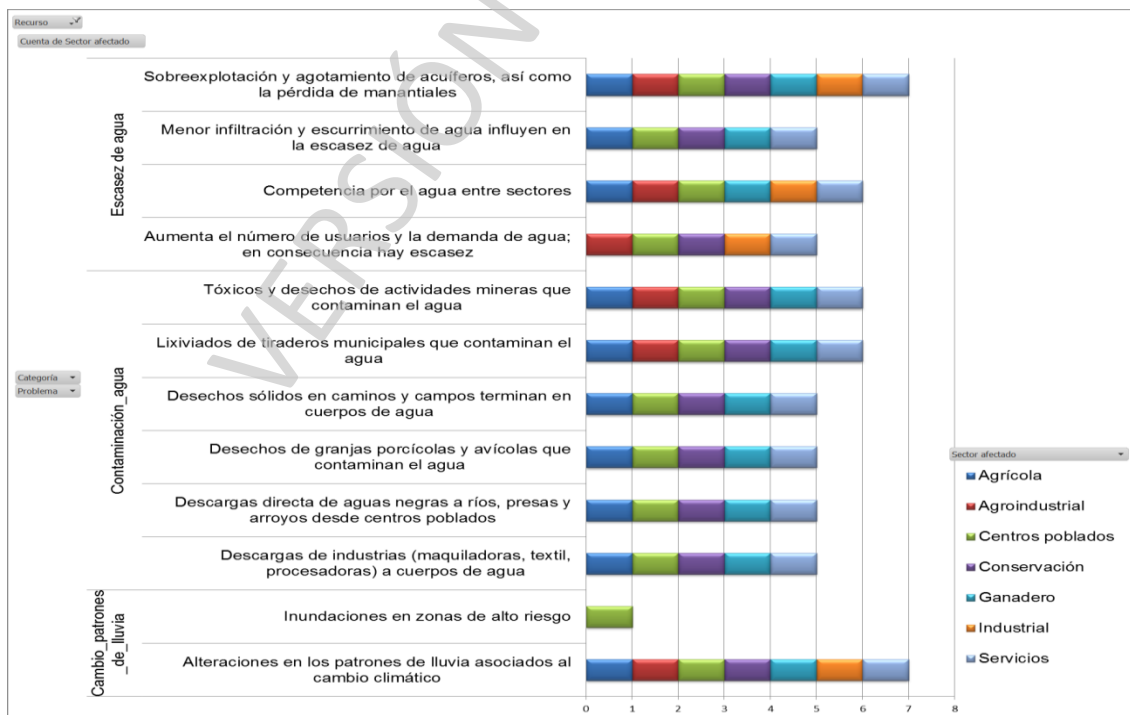 Recurso
Cuenta de Sector afectado
VERSIÓN
Escasez de agua
Sobreexplotación y agotamiento de acuíferos, así como
la pérdida de manantiales
Menor infiltración y escurrimiento de agua influyen en
la escasez de agua
Competencia por el agua entre sectores
Aumenta el número de usuarios y la demanda de agua;
en consecuencia hay escasez
Categoría
Problema
Contaminación_agua
Tóxicos y desechos de actividades mineras que
contaminan el agua
Lixiviados de tiraderos municipales que contaminan el
agua
Desechos sólidos en caminos y campos terminan en
cuerpos de agua
Desechos de granjas porcícolas y avícolas que
contaminan el agua
Descargas directa de aguas negras a ríos, presas y
arroyos desde centros poblados
Descargas de industrias (maquiladoras, textil,
procesadoras) a cuerpos de agua
Cambio_patrones
_de_lluvia
Inundaciones en zonas de alto riesgo
Alteraciones en los patrones de lluvia asociados al
cambio climático
0 1 2 3 4 5 6 7 8
Sector afectado
Agrícola
Agroindustrial
Centros poblados
Conservación
Ganadero
Industrial
Servicios